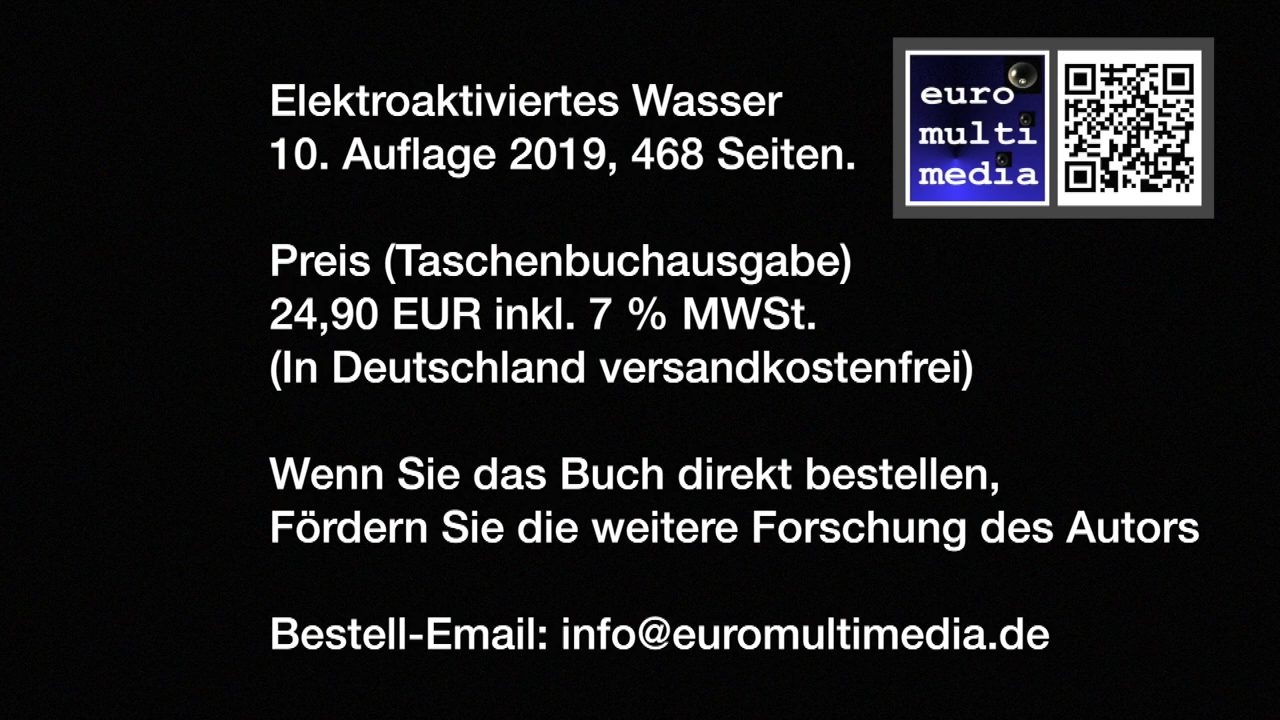 Elektroaktiviertes Wasser
10. Auflage 2019, 468 Seiten.
euro
multi
media
Preis (Taschenbuchausgabe)
24,90 EUR inkl. 7 % MWSt.
(In Deutschland versandkostenfrei)
Wenn Sie das Buch direkt bestellen,
Fördern Sie die weitere Forschung des Autors
Bestell-Email: info@euromultimedia.de